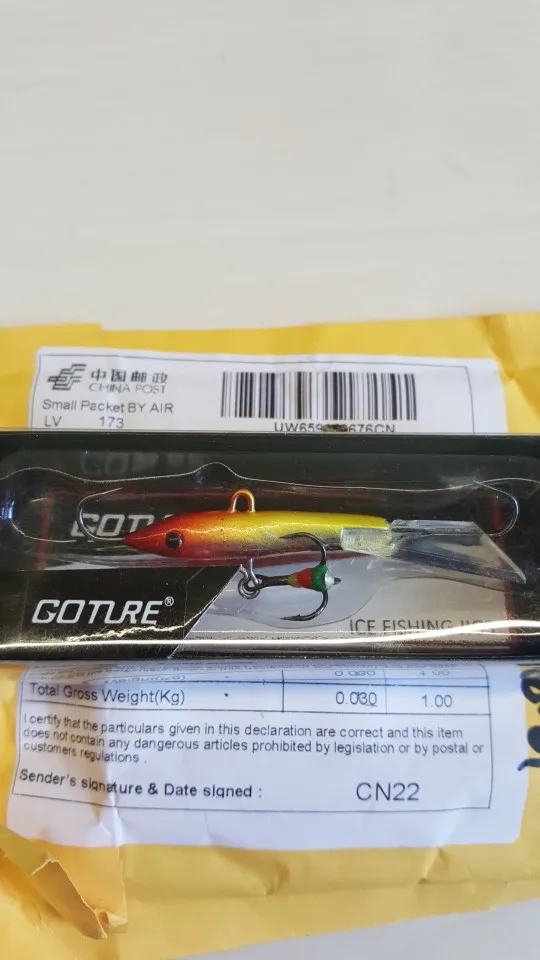 中国邮政
CHINA POST
Small Packet BY AIR
LV 173
GOTURE®
ICE FISHING
Total Gross Weight(Kg) 0.030 1.00
I certify that the particulars given in this declaration are correct and this item
does not contain any dangerous articles prohibited by legislation or by postal or
customs regulations .
Sender's signature & Date signed : CN22